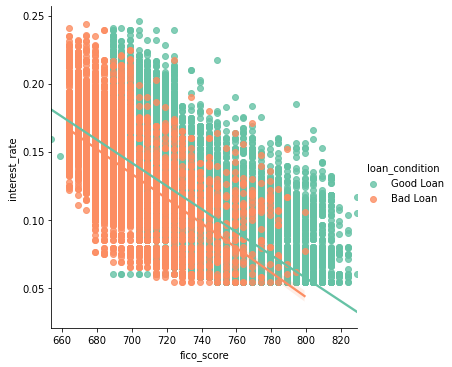 0.25
0.20
0.15
0.10
0.05
interest_rate
660 680 700 720 740 760 780 800 820
fico_score
loan_condition
Good Loan
Bad Loan